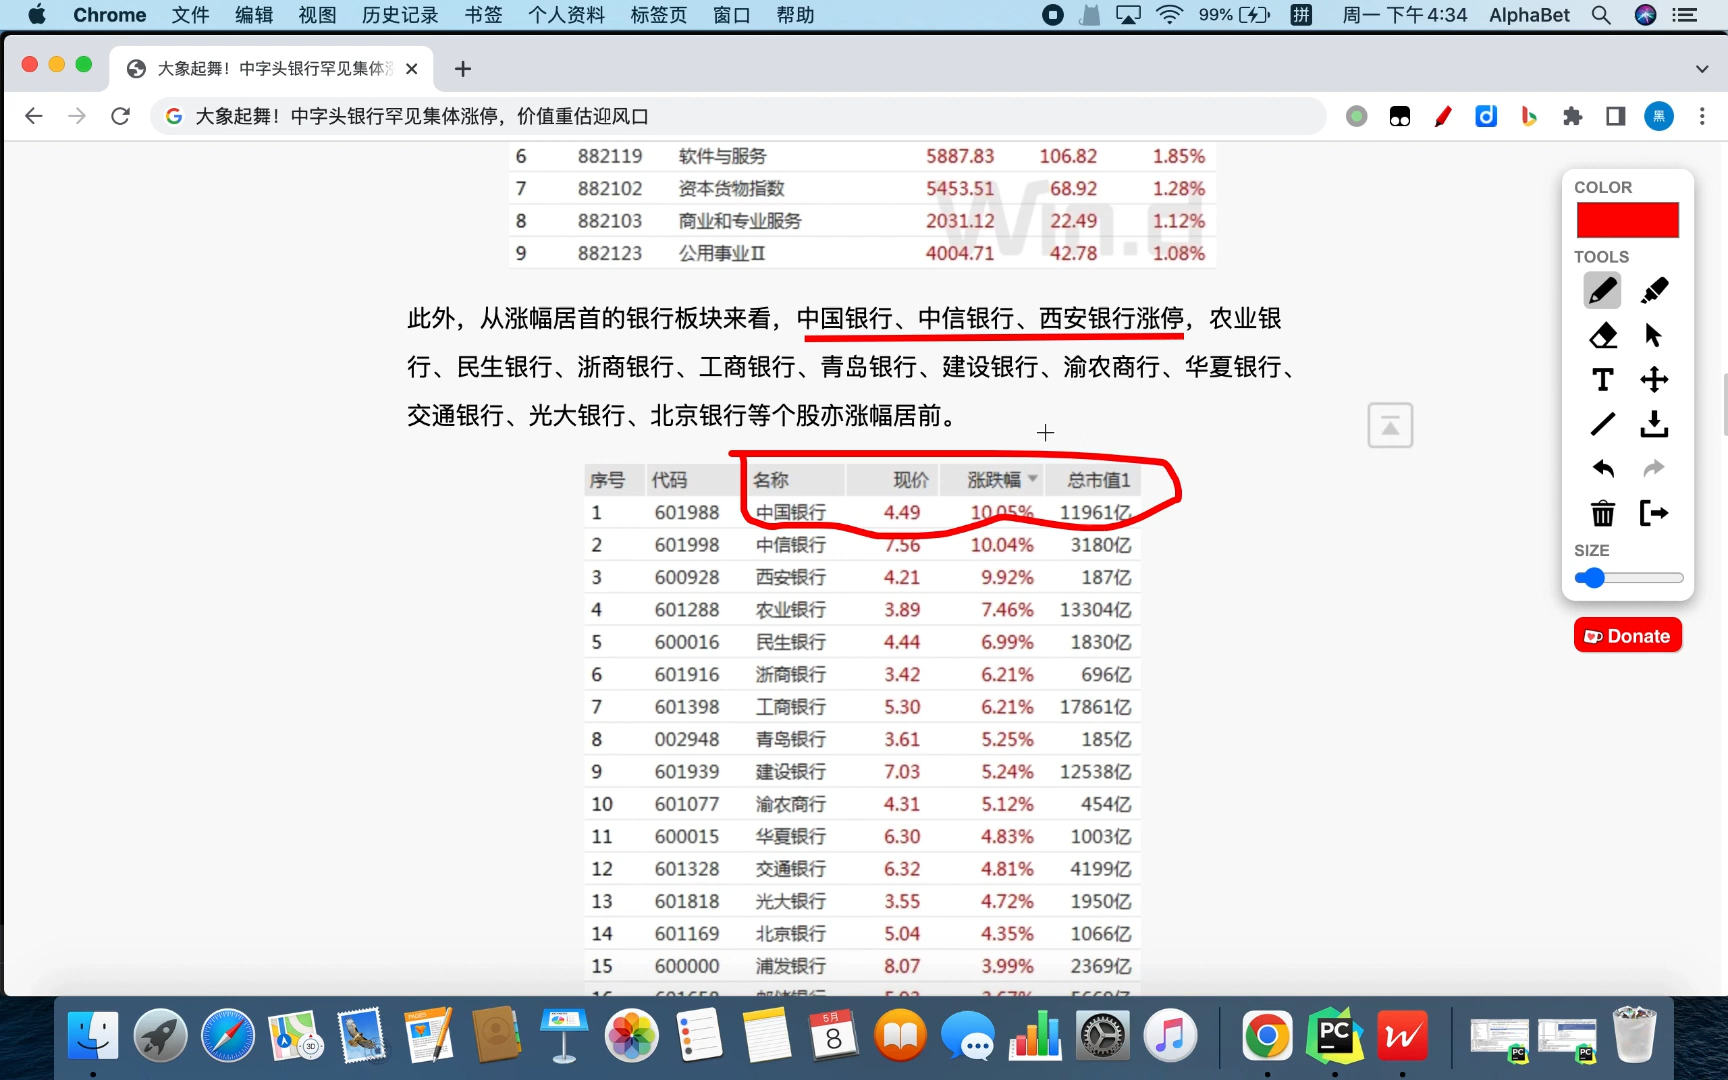 Chrome 文件 编辑 视图 历史记录 书签 个人资料 标签页 窗口 帮助 99% 拼 周一 下午4:34 AlphaBet
大象起舞！中字头银行罕见集体涨
大象起舞！中字头银行罕见集体涨停，价值重估迎风口 黑
6 882119 软件与服务 5887.83 106.82 1.85%
7 882102 资本货物指数 5453.51 68.92 1.28%
8 882103 商业和专业服务 2031.12 22.49 1.12%
9 882123 公用事业Ⅱ 4004.71 42.78 1.08%
Win.d
此外，从涨幅居首的银行板块来看，中国银行、中信银行、西安银行涨停，农业银
行、民生银行、浙商银行、工商银行、青岛银行、建设银行、渝农商行、华夏银行、
交通银行、光大银行、北京银行等个股亦涨幅居前。
序号 代码 名称 现价 涨跌幅 总市值1
1 601988 中国银行 4.49 10.05% 11961亿
2 601998 中信银行 7.56 10.04% 3180亿
3 600928 西安银行 4.21 9.92% 187亿
4 601288 农业银行 3.89 7.46% 13304亿
5 600016 民生银行 4.44 6.99% 1830亿
6 601916 浙商银行 3.42 6.21% 696亿
7 601398 工商银行 5.30 6.21% 17861亿
8 002948 青岛银行 3.61 5.25% 185亿
9 601939 建设银行 7.03 5.24% 12538亿
10 601077 渝农商行 4.31 5.12% 454亿
11 600015 华夏银行 6.30 4.83% 1003亿
12 601328 交通银行 6.32 4.81% 4199亿
13 601818 光大银行 3.55 4.72% 1950亿
14 601169 北京银行 5.04 4.35% 1066亿
15 600000 浦发银行 8.07 3.99% 2369亿
COLOR
TOOLS
T
SIZE
Donate
PAGES
3D
5月
8
PC
PC
PC